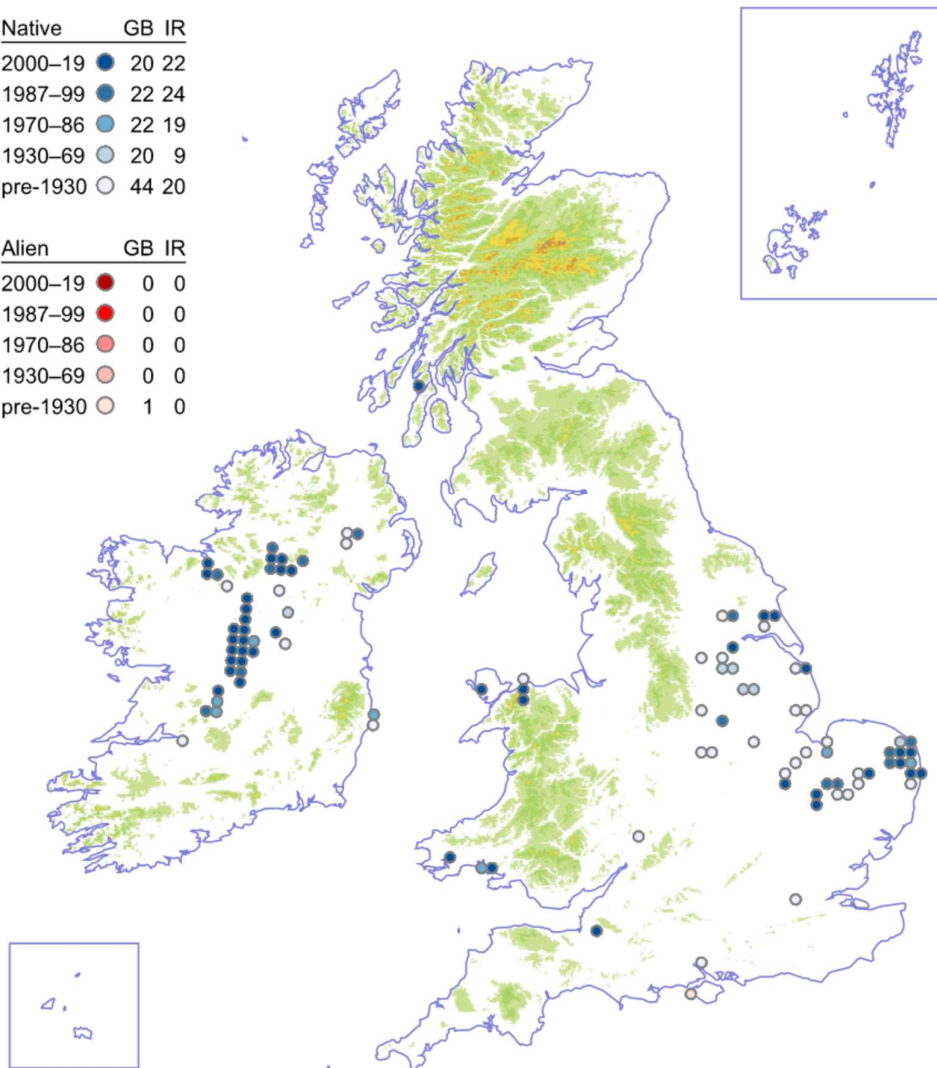 Native GB IR
2000–19 20 22
1987–99 22 24
1970–86 22 19
1930–69 20 9
pre-1930 44 20
Alien GB IR
2000–19 0 0
1987–99 0 0
1970–86 0 0
1930–69 0 0
pre-1930 1 0